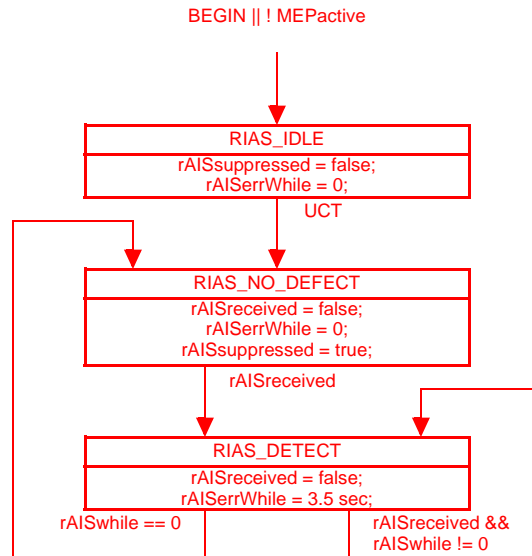 BEGIN || ! MEPactive
RIAS_IDLE
rAISsuppressed = false;
rAISerrWhile = 0;
UCT
RIAS_NO_DEFECT
rAISreceived = false;
rAISerrWhile = 0;
rAISsuppressed = true;
rAISreceived
RIAS_DETECT
rAISreceived = false;
rAISerrWhile = 3.5 sec;
rAISwhile == 0
rAISreceived &&
rAISwhile != 0